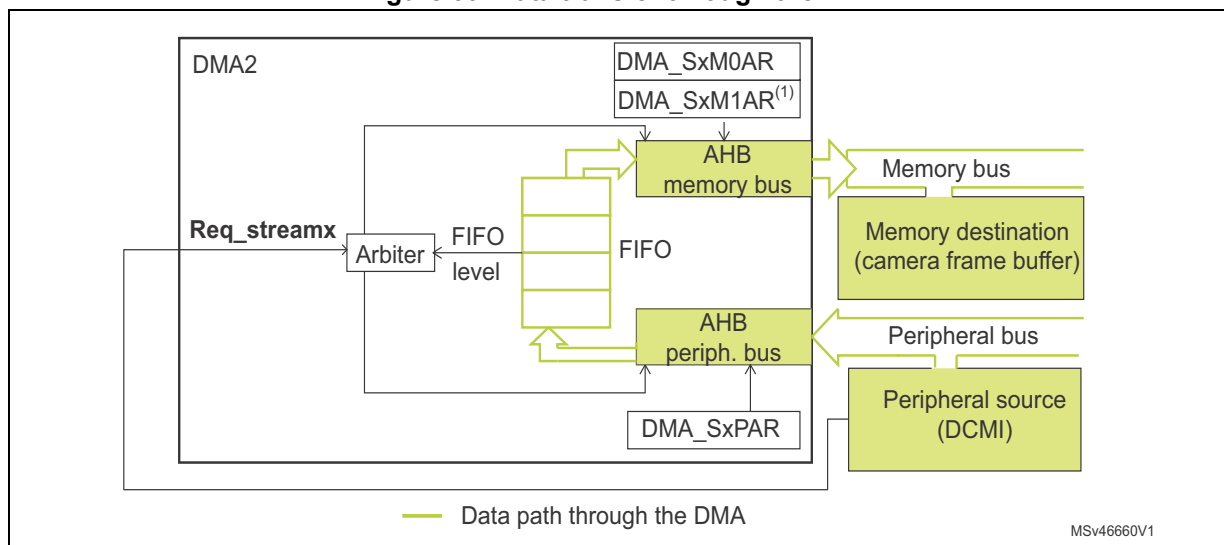 DMA2
DMA_SxM0AR
DMA_SxM1AR(1)
AHB
memory bus
Memory bus
Req_streamx
Arbiter
FIFO
level
FIFO
Memory destination
(camera frame buffer)
AHB
periph. bus
Peripheral bus
DMA_SxPAR
Peripheral source
(DCMI)
Data path through the DMA
MSv46660V1